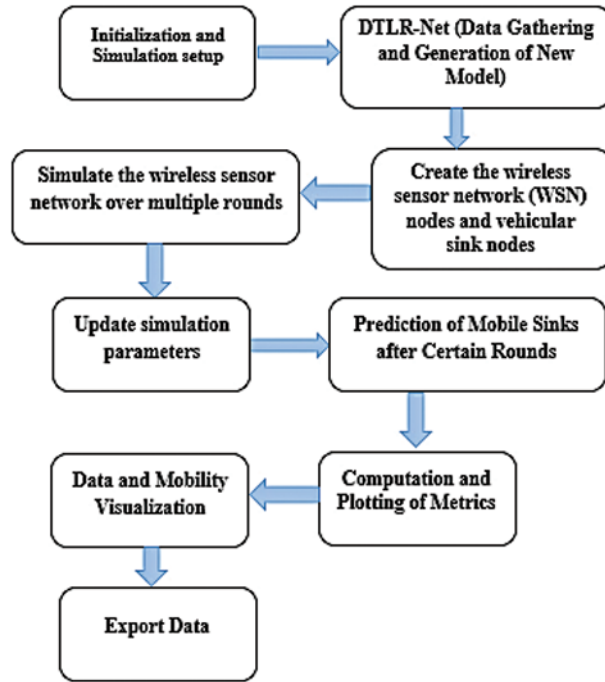 Initialization and
Simulation setup
DTLR-Net (Data Gathering
and Generation of New
Model)
Create the wireless
sensor network (WSN)
nodes and vehicular
sink nodes
Simulate the wireless sensor
network over multiple rounds
Update simulation
parameters
Prediction of Mobile Sinks
after Certain Rounds
Computation and
Plotting of Metrics
Data and Mobility
Visualization
Export Data